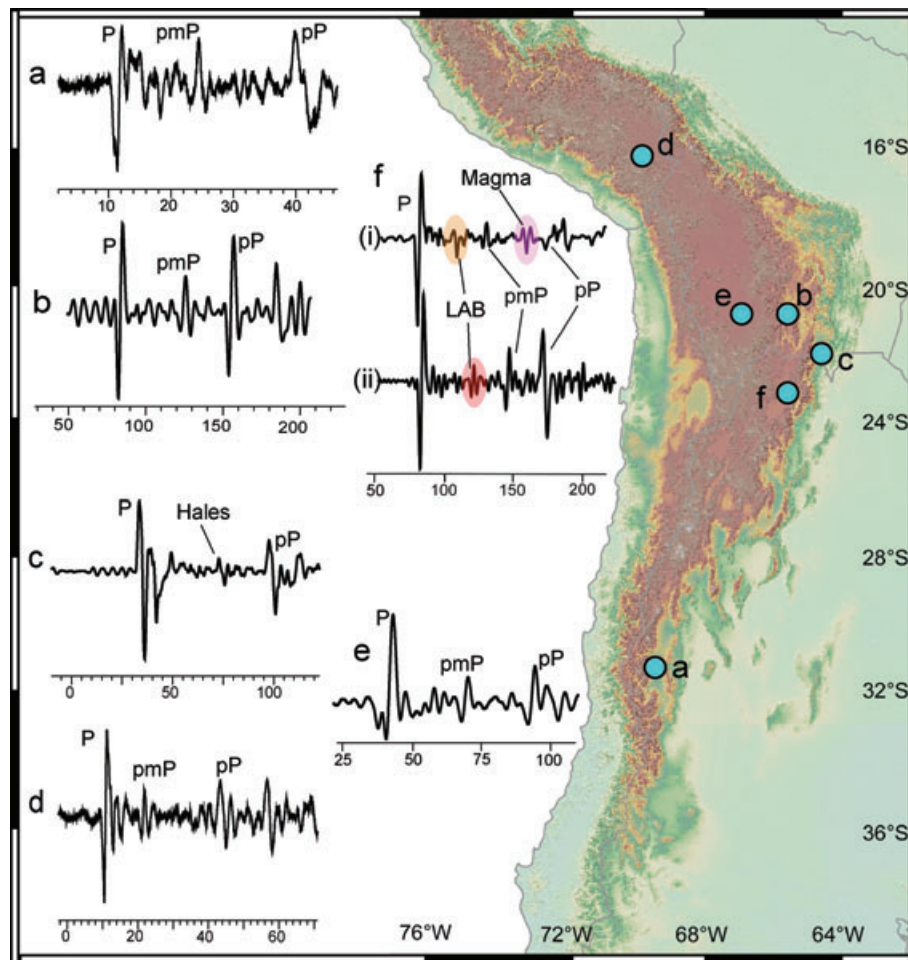 a
P
pmP
pP
10 20 30 40
b
P
pmP
pP
50 100 150 200
c
P
Hales
pP
0 50 100
d
P
pmP
pP
0 20 40 60
e
P
pmP
pP
25 50 75 100
f
P
Magma
(i)
LAB
pmP
pP
(ii)
50 100 150 200
d
e
b
c
f
a
16°S
20°S
24°S
28°S
32°S
36°S
76°W 72°W 68°W 64°W